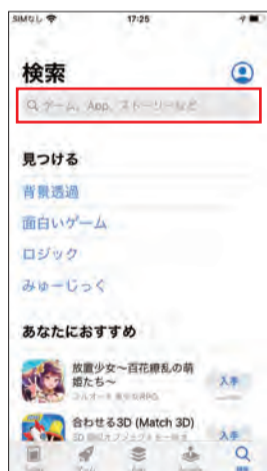 SIMなし 17:25
検索
ゲーム、App、ストーリーなど
見つける
背景透過
面白いゲーム
ロジック
みゅーじっく
あなたにおすすめ
放置少女〜百花繚乱の萌
姫たち〜
入手
合わせる3D (Match 3D)
入手